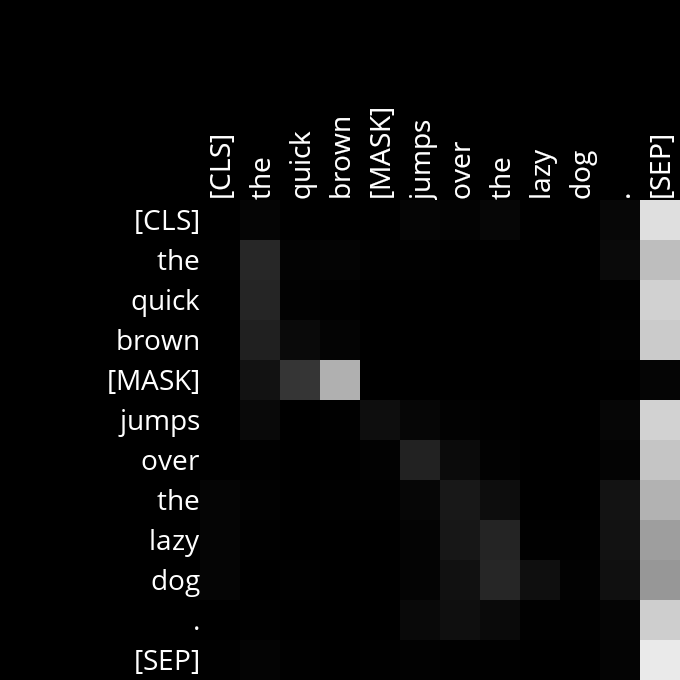 [CLS] the quick brown [MASK] jumps over the lazy dog . [SEP]
[CLS]
the
quick
brown
[MASK]
jumps
over
the
lazy
dog
.
[SEP]